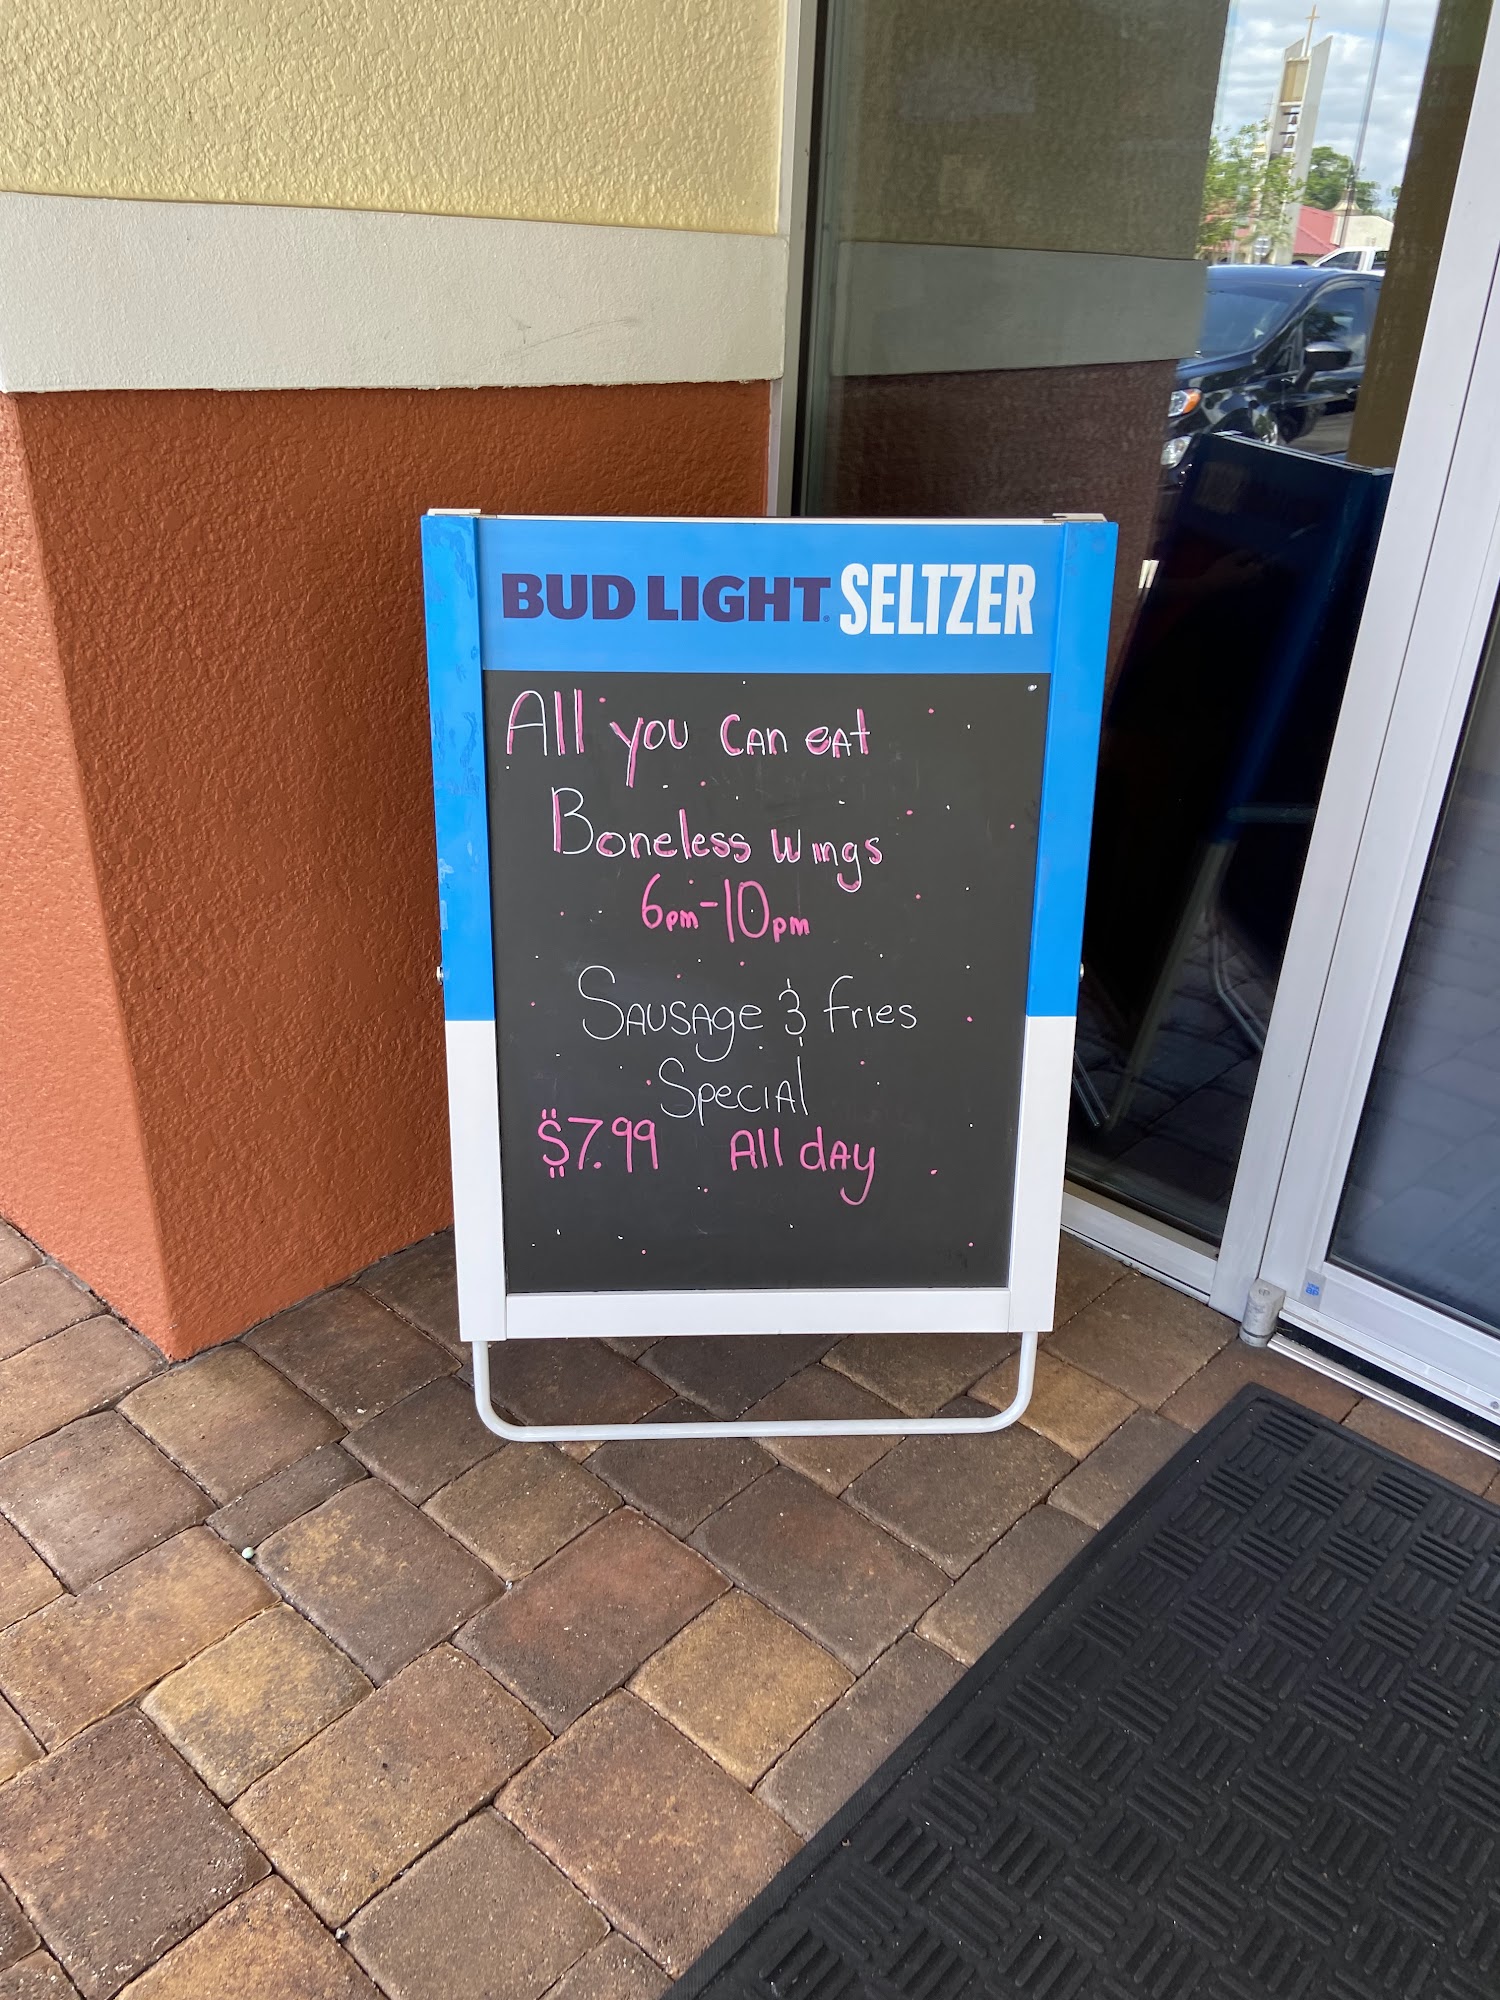 BUD LIGHT SELTZER
All you can eat
Boneless wings
6pm-10pm
Sausage & fries
Special
$7.99 All day